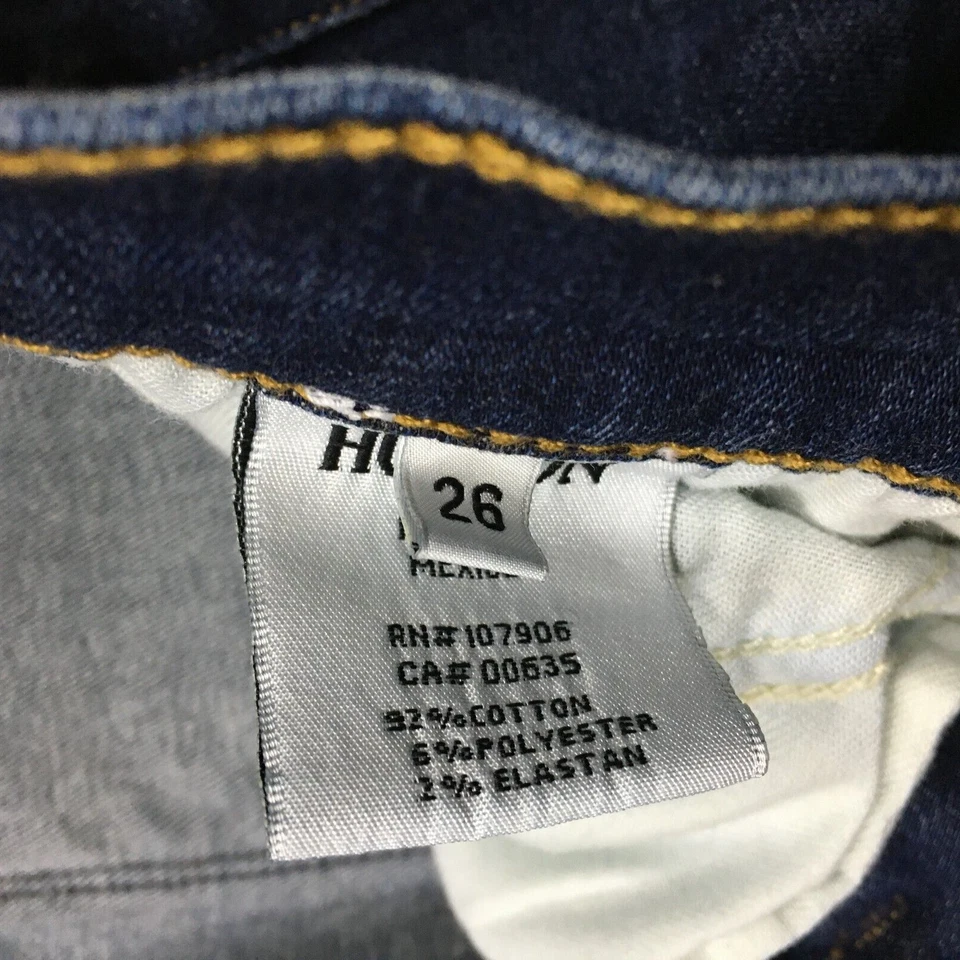 26
RN# 107906
CA# 00635
92% COTTON
6% POLYESTER
2% ELASTAN